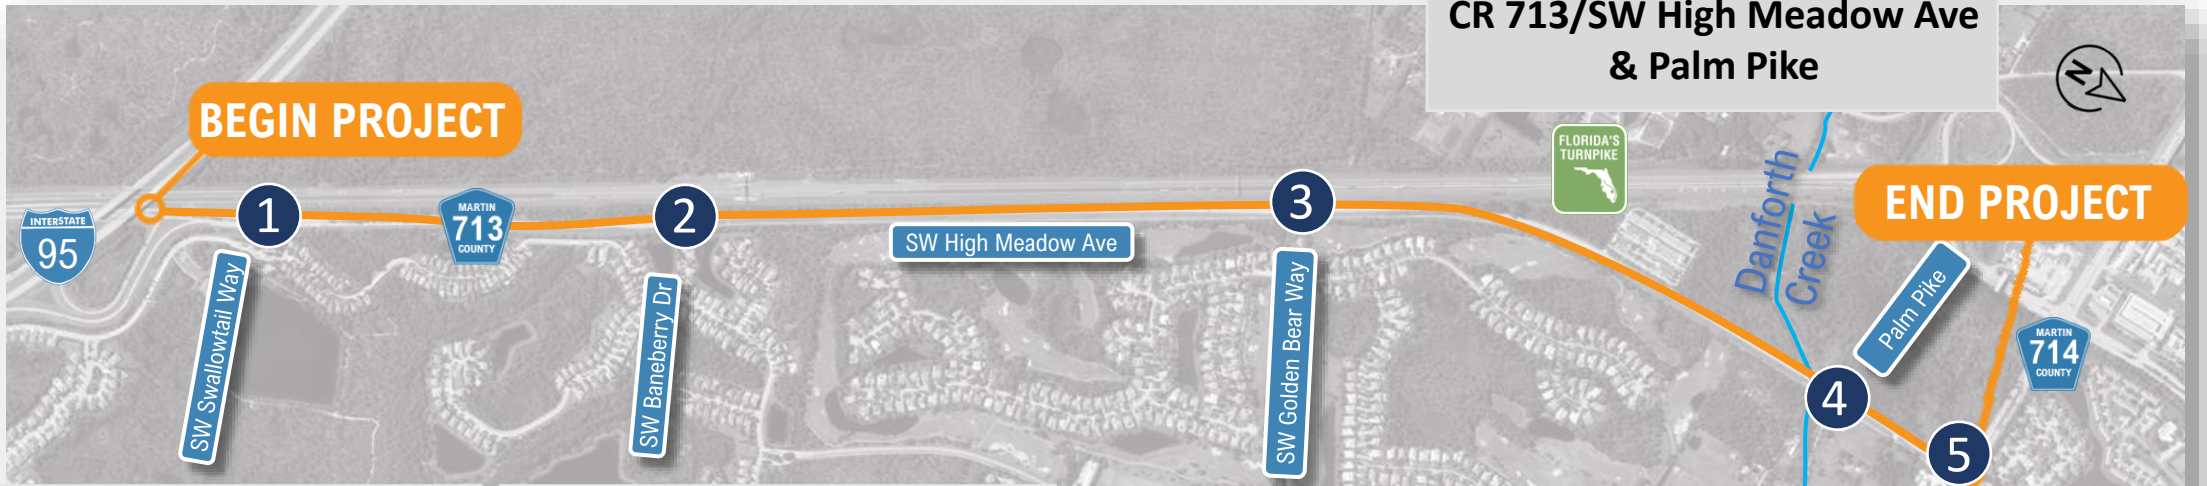 CR 713/SW High Meadow Ave
& Palm Pike
N
BEGIN PROJECT
FLORIDA'S
TURNPIKE
END PROJECT
INTERSTATE
95
1
MARTIN
713
COUNTY
2
SW High Meadow Ave
3
Danforth
Creek
SW Swallowtail Way
SW Baneberry Dr
SW Golden Bear Way
Palm Pike
MARTIN
714
COUNTY
4
5